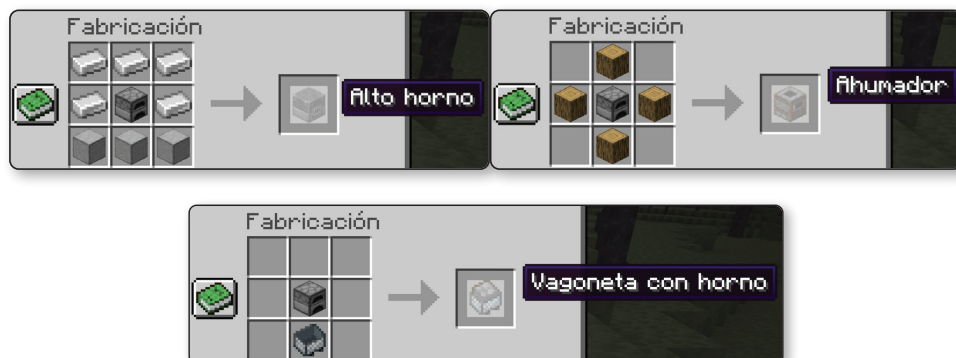 Fabricación
Alto horno
Fabricación
Ahumador
Fabricación
Vagoneta con horno